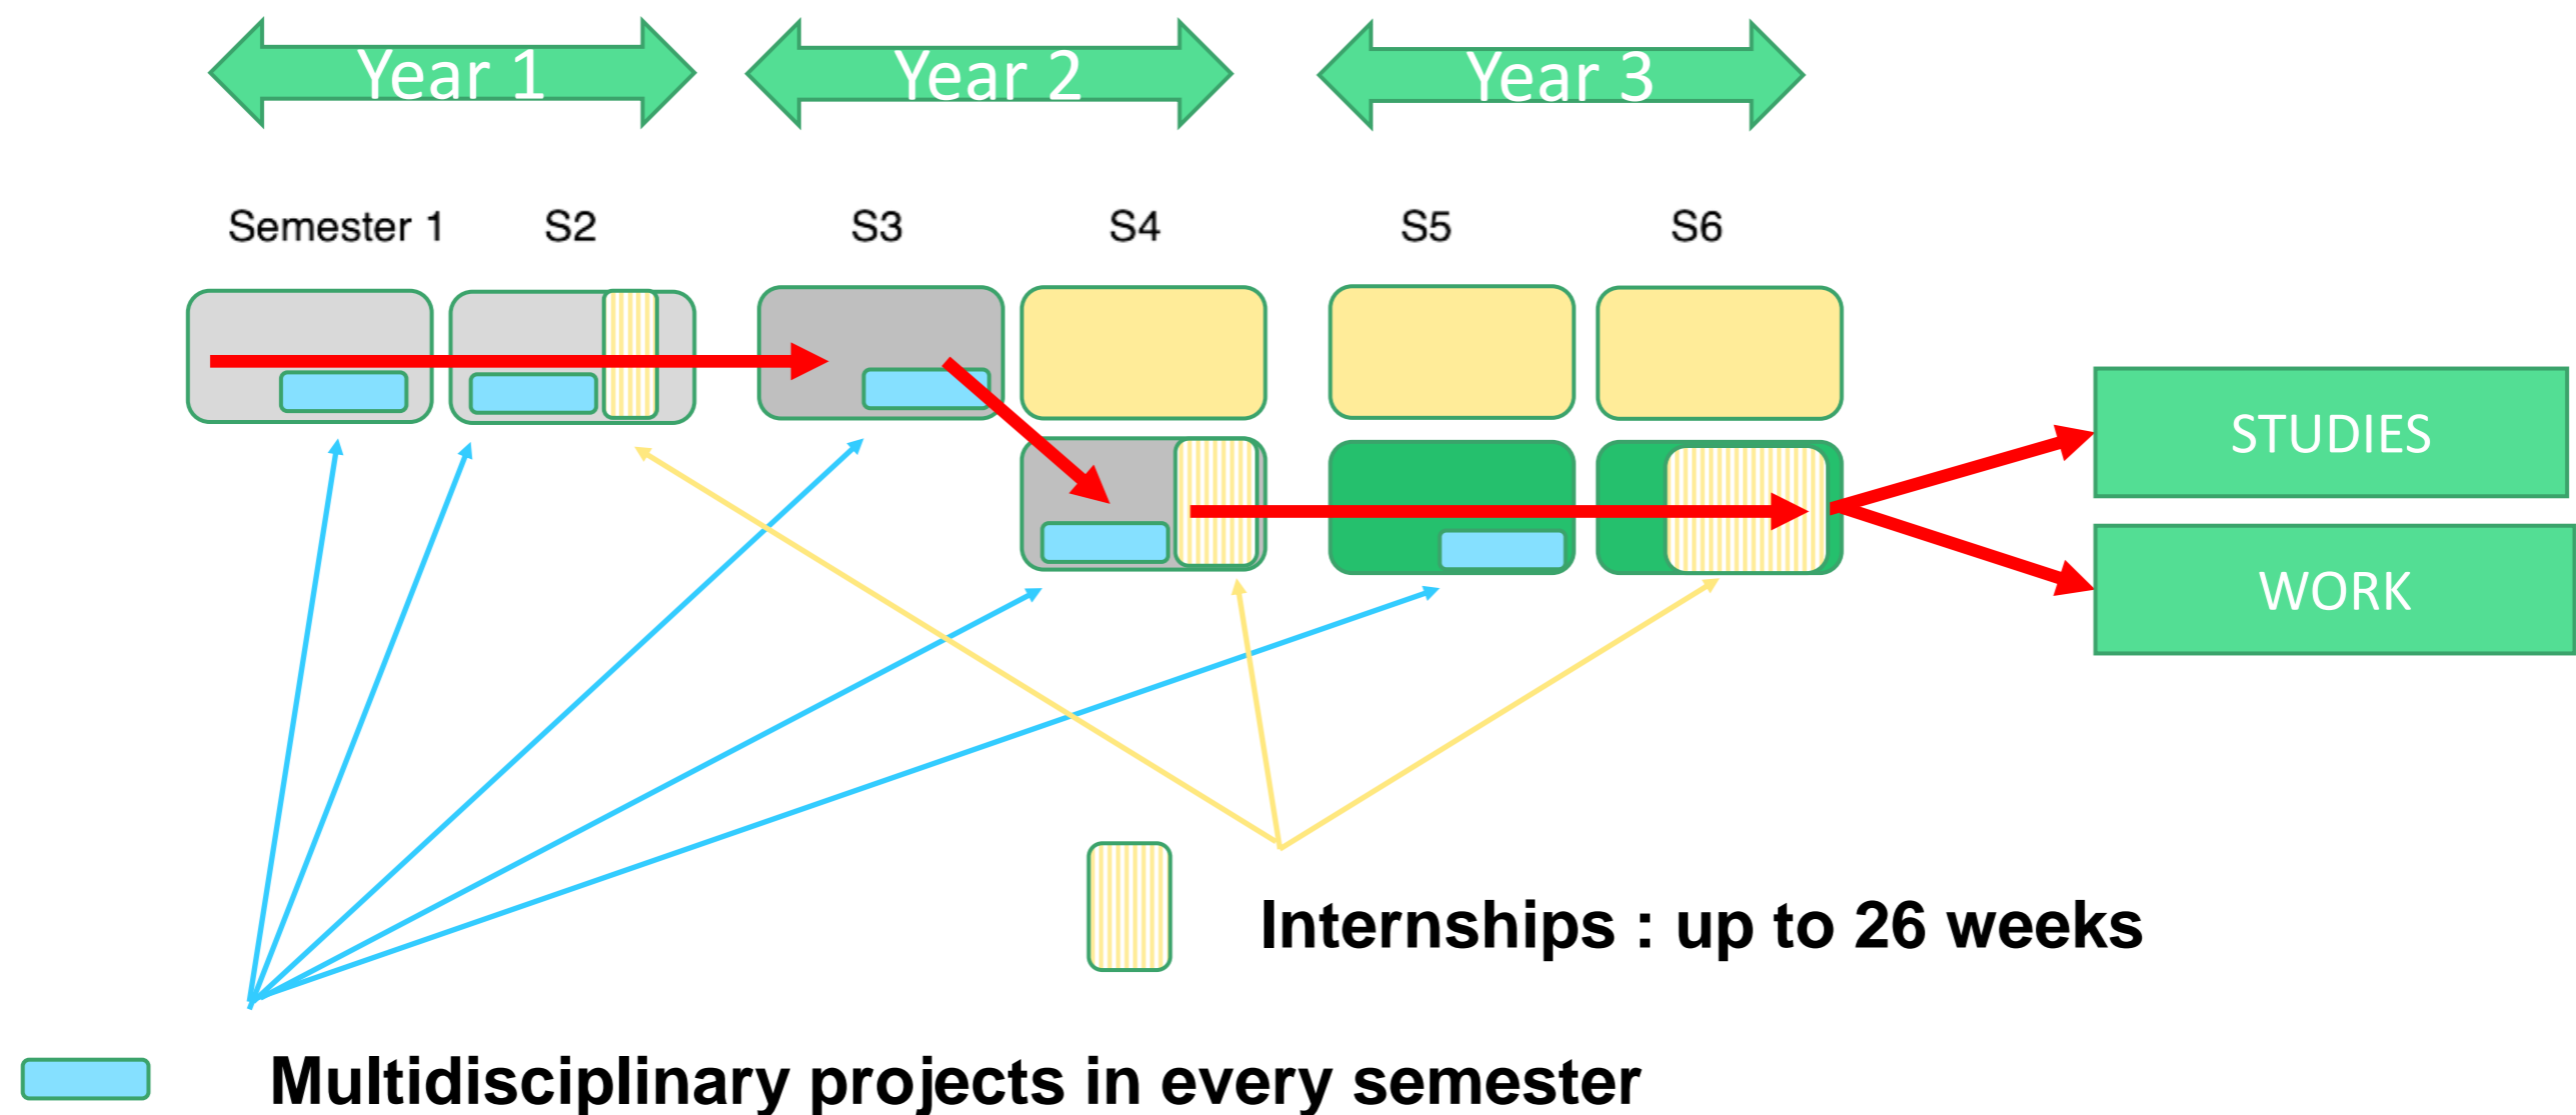 Year 1
Year 2
Year 3
Semester 1
S2
S3
S4
S5
S6
STUDIES
WORK
Internships : up to 26 weeks
Multidisciplinary projects in every semester